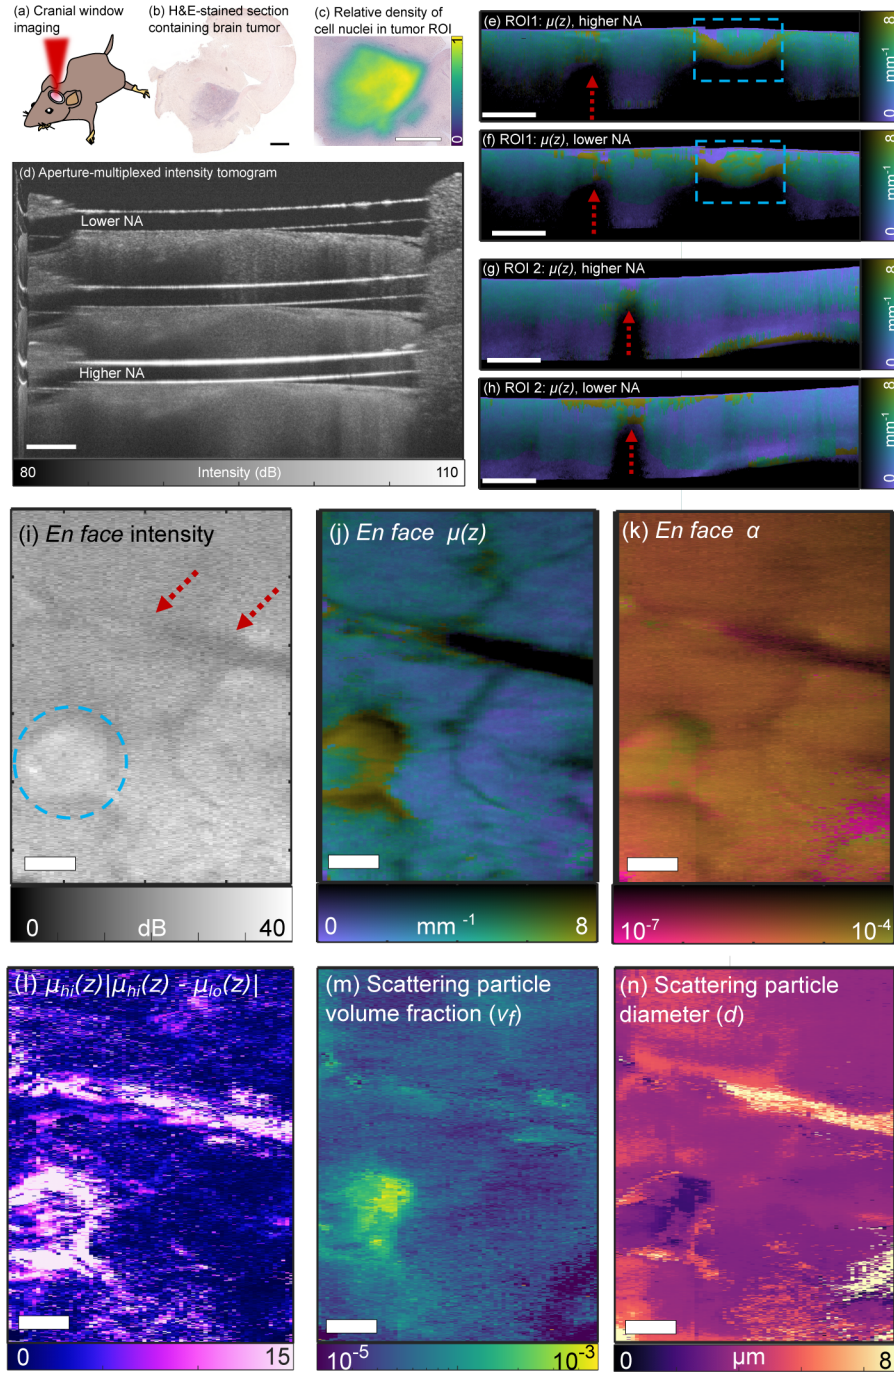 (a) Cranial window
imaging
(b) H&E-stained section
containing brain tumor
(c) Relative density of
cell nuclei in tumor ROI
1
0
(d) Aperture-multiplexed intensity tomogram
Lower NA
Higher NA
80 Intensity (dB) 110
(e) ROI1: μ(z), higher NA
8
mm⁻¹
0
(f) ROI1: μ(z), lower NA
8
mm⁻¹
0
(g) ROI 2: μ(z), higher NA
8
mm⁻¹
0
(h) ROI 2: μ(z), lower NA
8
mm⁻¹
0
(i) En face intensity
0 dB 40
(j) En face μ(z)
0 mm ⁻¹ 8
(k) En face α
10⁻⁷ 10⁻⁴
(l) μhi(z)|μhi(z) - μlo(z)|
0 15
(m) Scattering particle
volume fraction (vf)
10⁻⁵ 10⁻³
(n) Scattering particle
diameter (d)
0 μm 8